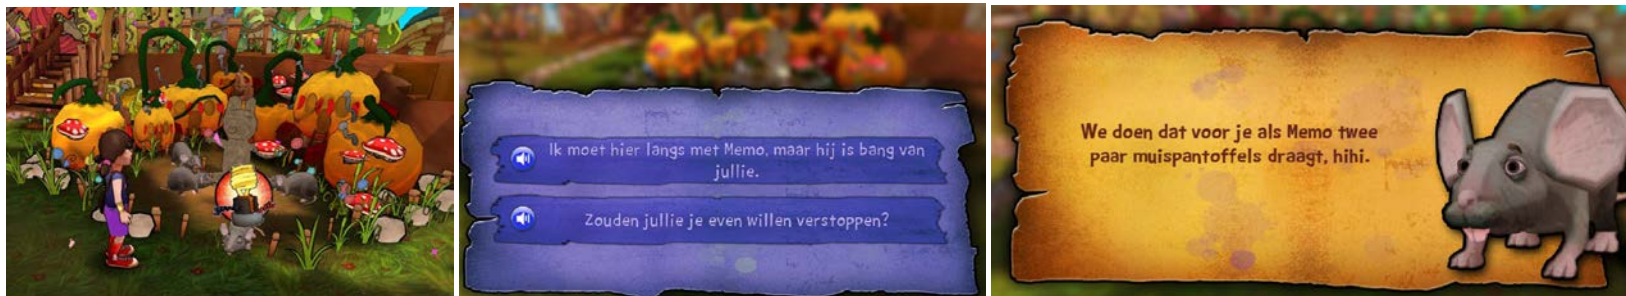 Ik moet hier langs met Memo, maar hij is bang van
jullie.
Zouden jullie je even willen verstoppen?
We doen dat voor je als Memo twee
paar muispantoffels draagt, hihi.